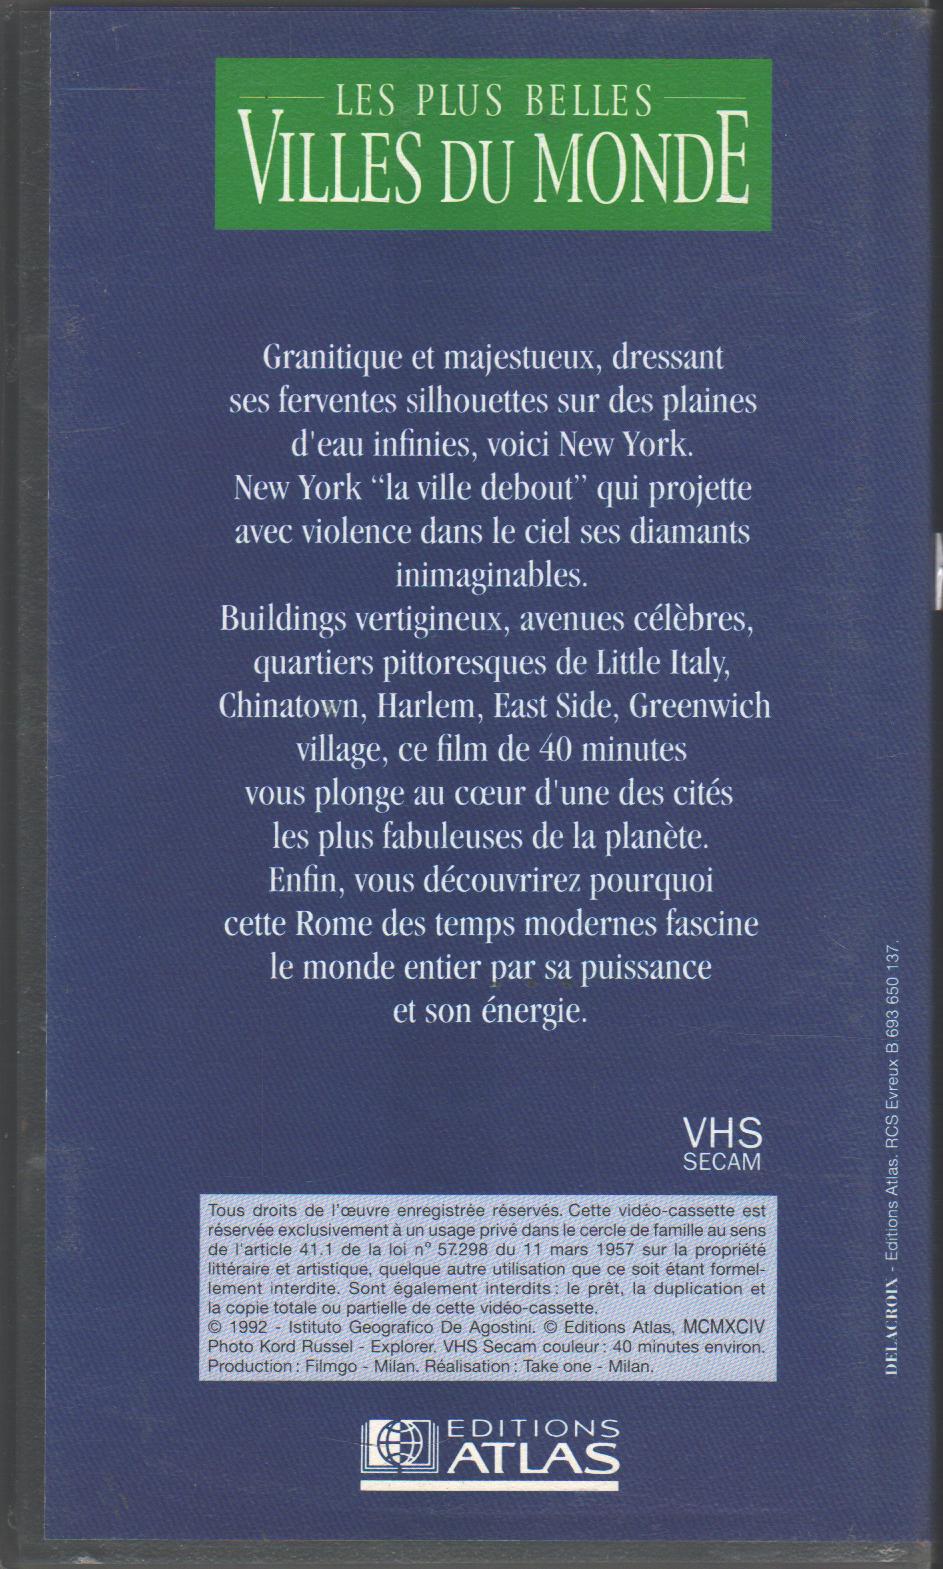 LES PLUS BELLES
VILLES DU MONDE
Granitique et majestueux, dressant
ses ferventes silhouettes sur des plaines
d'eau infinies, voici New York.
New York “la ville debout” qui projette
avec violence dans le ciel ses diamants
inimaginables.
Buildings vertigineux, avenues célèbres,
quartiers pittoresques de Little Italy,
Chinatown, Harlem, East Side, Greenwich
village, ce film de 40 minutes
vous plonge au cœur d'une des cités
les plus fabuleuses de la planète.
Enfin, vous découvrirez pourquoi
cette Rome des temps modernes fascine
le monde entier par sa puissance
et son énergie.
VHS
SECAM
Tous droits de l'œuvre enregistrée réservés. Cette vidéo-cassette est
réservée exclusivement à un usage privé dans le cercle de famille au sens
de l'article 41.1 de la loi n° 57.298 du 11 mars 1957 sur la propriété
littéraire et artistique, quelque autre utilisation que ce soit étant formel-
lement interdite. Sont également interdits : le prêt, la duplication et
la copie totale ou partielle de cette vidéo-cassette.
© 1992 - Istituto Geografico De Agostini. © Editions Atlas, MCMXCIV
Photo Kord Russel - Explorer. VHS Secam couleur : 40 minutes environ.
Production : Filmgo - Milan. Réalisation : Take one - Milan.
EDITIONS
ATLAS
DELACROIX - Editions Atlas. RCS Evreux B 693 650 137.